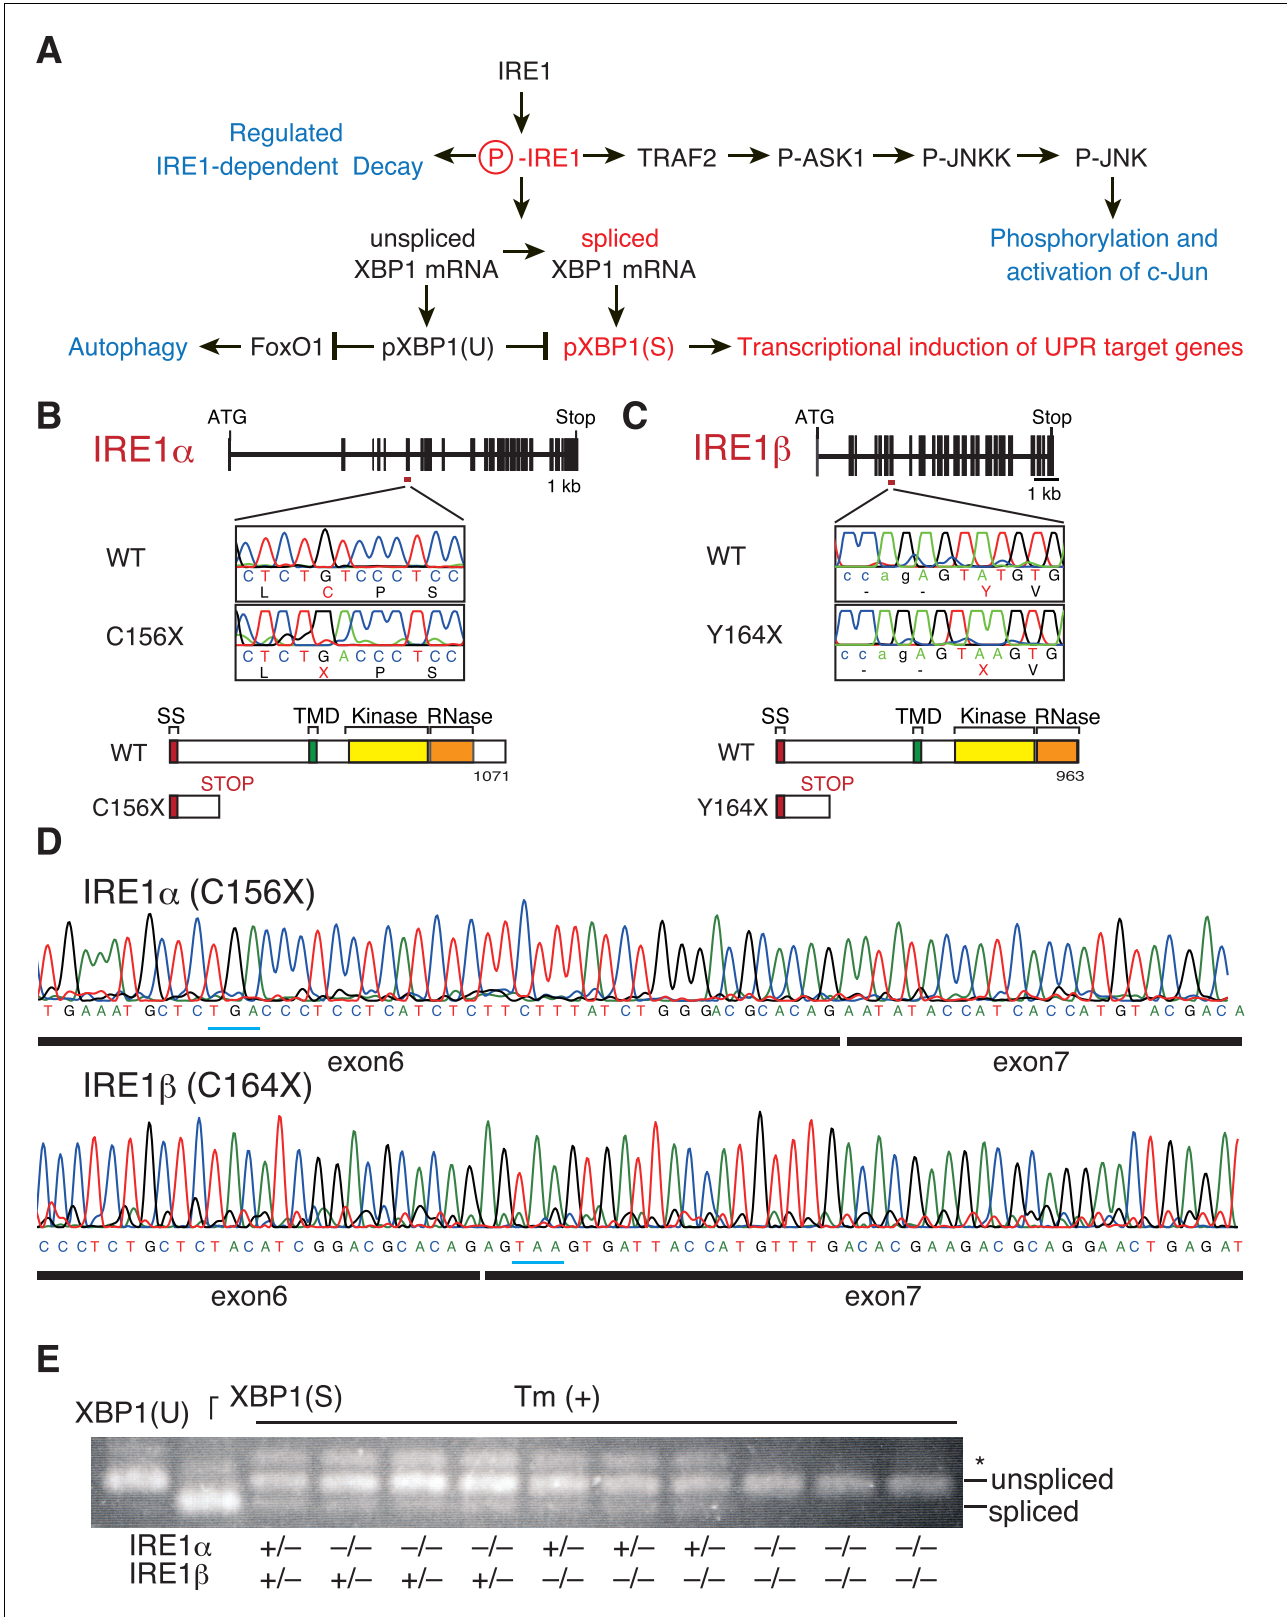 A
IRE1
Regulated
IRE1-dependent Decay
P -IRE1
TRAF2
P-ASK1
P-JNKK
P-JNK
unspliced
XBP1 mRNA
spliced
XBP1 mRNA
Phosphorylation and
activation of c-Jun
Autophagy
FoxO1
pXBP1(U)
pXBP1(S)
Transcriptional induction of UPR target genes
B
ATG
Stop
IRE1α
1 kb
WT
C T C T G T C C C T C C
L C P S
C156X
C T C T G A C C C T C C
L X P S
SS
TMD
Kinase
RNase
WT
1071
STOP
C156X
C
ATG
Stop
IRE1β
1 kb
WT
c c a g A G T A T G T G
- - Y V
Y164X
c c a g A G T A A G T G
- - X V
SS
TMD
Kinase
RNase
WT
963
STOP
Y164X
D
IRE1α (C156X)
T GAAAT GCTCTGACCCTCCTCATCTCTTCTTTATCT GGGACGCACAGAATATACCATCACCATGTACGACA
exon6
exon7
IRE1β (C164X)
CCCTCTGCTCTACATCGGACGCACAGAGTAAGTGATTACCATGTTTGACACGAAGACGCAGGAACTGAGAT
exon6
exon7
E
XBP1(U)
XBP1(S)
Tm (+)
*
unspliced
spliced
IRE1α +/– –/– –/– –/– +/– +/– +/– –/– –/– –/–
IRE1β +/– +/– +/– +/– –/– –/– –/– –/– –/– –/–